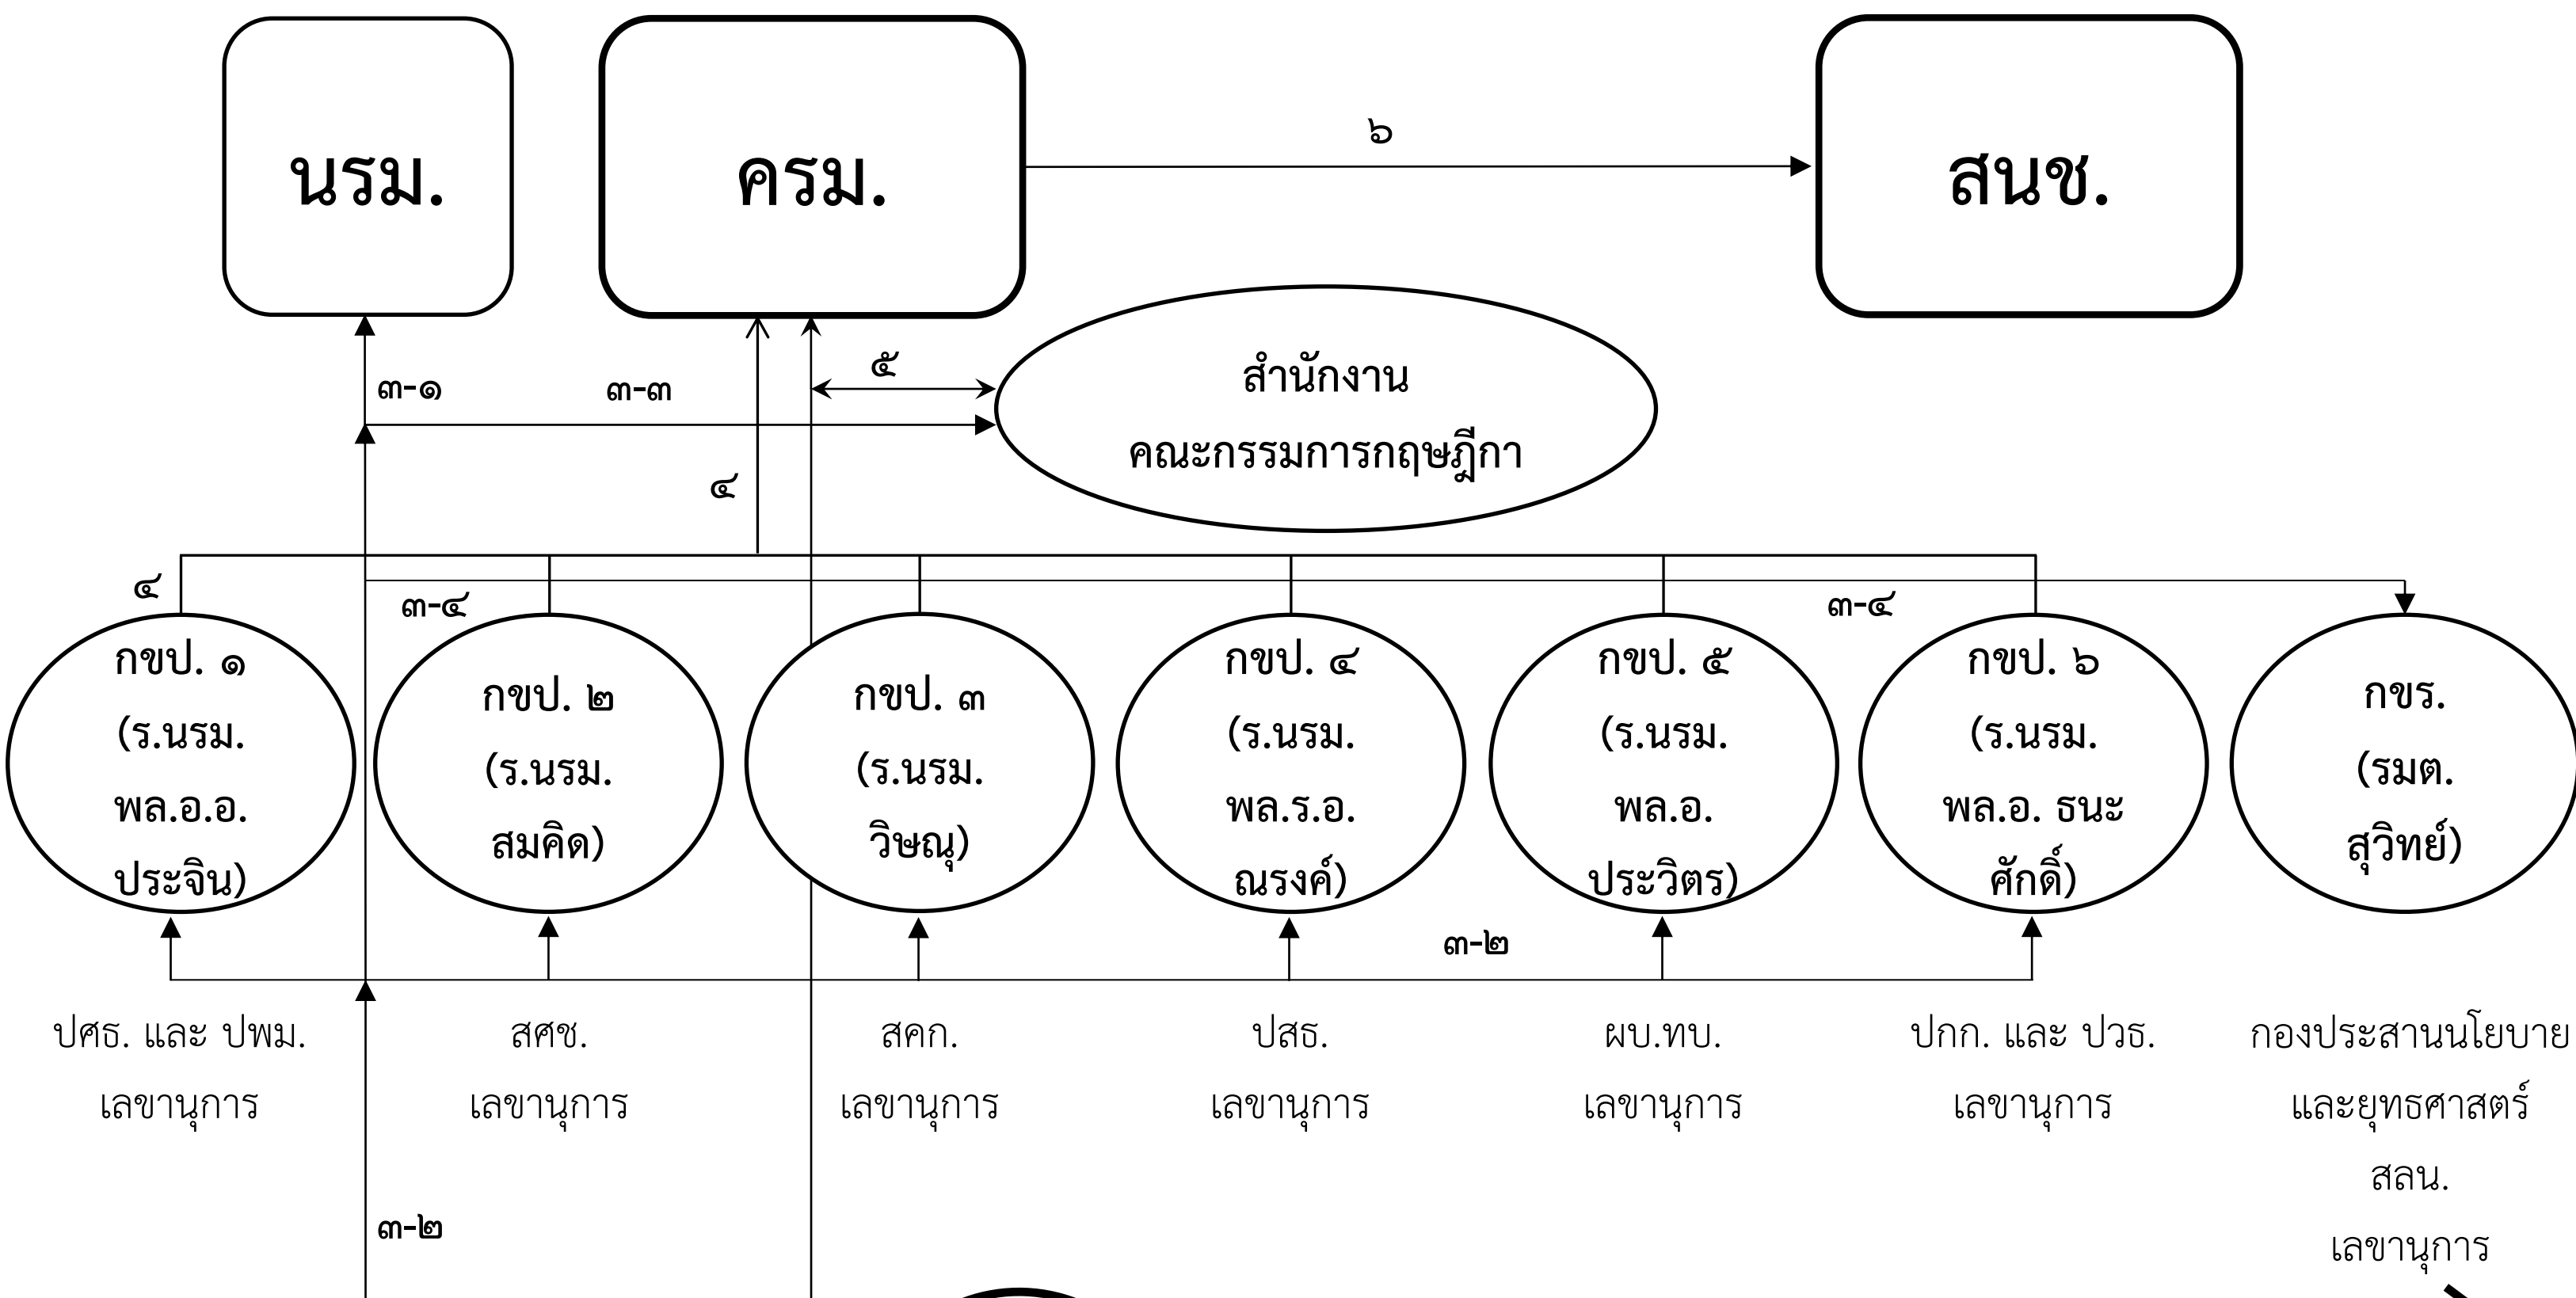 นรม.
ครม.
สนช.
๖
๓-๑
๓-๓
๕
สำนักงาน
คณะกรรมการกฤษฎีกา
๔
๔
๓-๔
๓-๔
กขป. ๑
(ร.นรม.
พล.อ.อ.
ประจิน)
กขป. ๒
(ร.นรม.
สมคิด)
กขป. ๓
(ร.นรม.
วิษณุ)
กขป. ๔
(ร.นรม.
พล.ร.อ.
ณรงค์)
กขป. ๕
(ร.นรม.
พล.อ.
ประวิตร)
กขป. ๖
(ร.นรม.
พล.อ. ธนะ
ศักดิ์)
กขร.
(รมต.
สุวิทย์)
๓-๒
ปศธ. และ ปพม.
เลขานุการ
สศช.
เลขานุการ
สคก.
เลขานุการ
ปสธ.
เลขานุการ
ผบ.ทบ.
เลขานุการ
ปกก. และ ปวธ.
เลขานุการ
กองประสานนโยบาย
และยุทธศาสตร์
สลน.
เลขานุการ
๓-๒